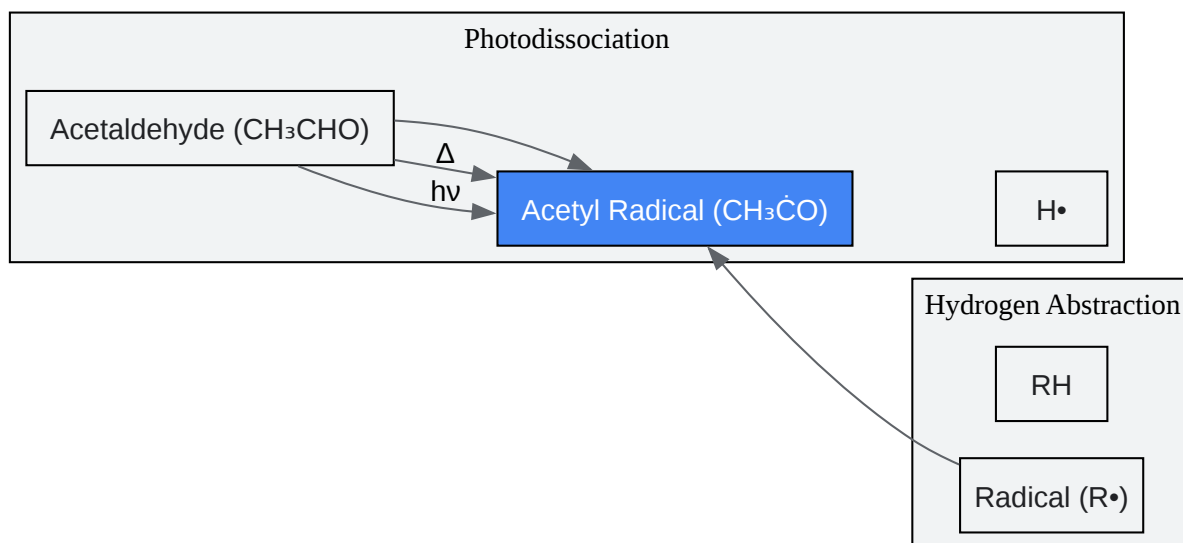 Photodissociation
Acetaldehyde (CH₃CHO)
Δ
hν
Acetyl Radical (CH₃ĊO)
H•
Hydrogen Abstraction
RH
Radical (R•)